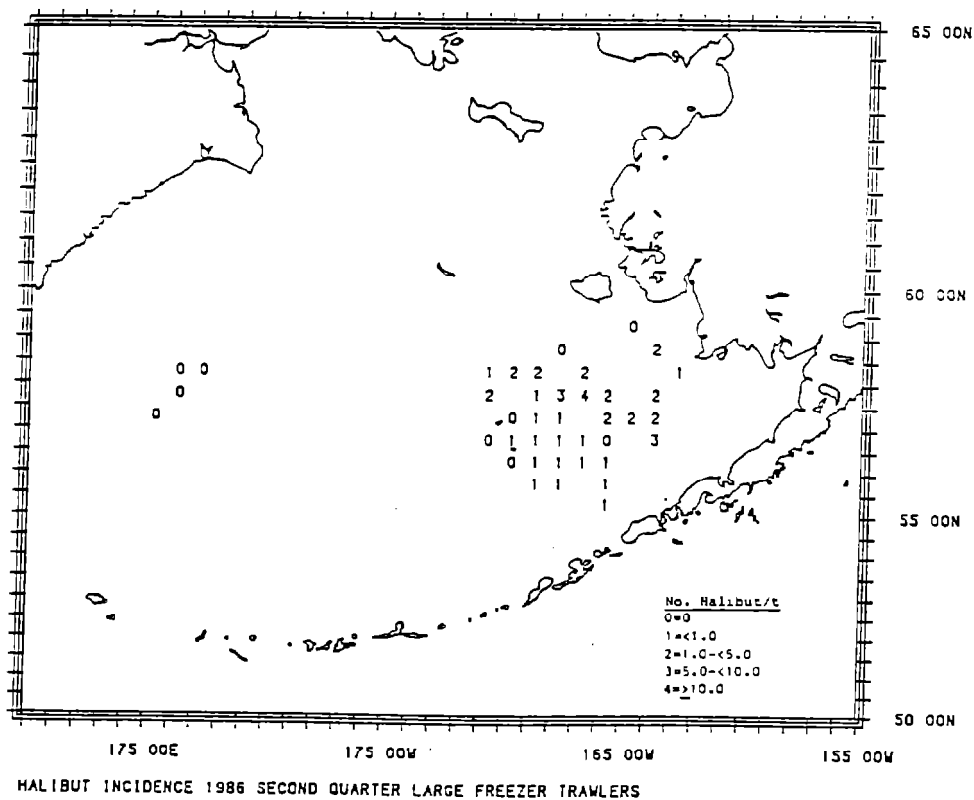 65 00N
60 00N
0
0 2
0 0 1 2 2 2 1
0 2 1 3 4 2 2
0 0 1 1 2 2 2
0 1 1 1 1 0 3
0 1 1 1 1
1 1 1
1
55 00N
No. Halibut/t
0=0
1=<1.0
2=1.0-<5.0
3=5.0-<10.0
4=≥10.0
50 00N
175 00E 175 00W 165 00W 155 00W
HALIBUT INCIDENCE 1986 SECOND QUARTER LARGE FREEZER TRAWLERS